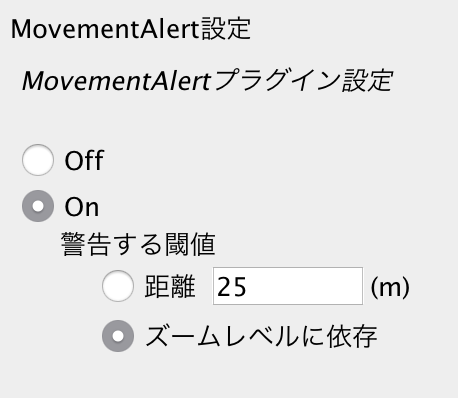 MovementAlert設定
MovementAlertプラグイン設定
Off
On
警告する閾値
距離 25 (m)
ズームレベルに依存